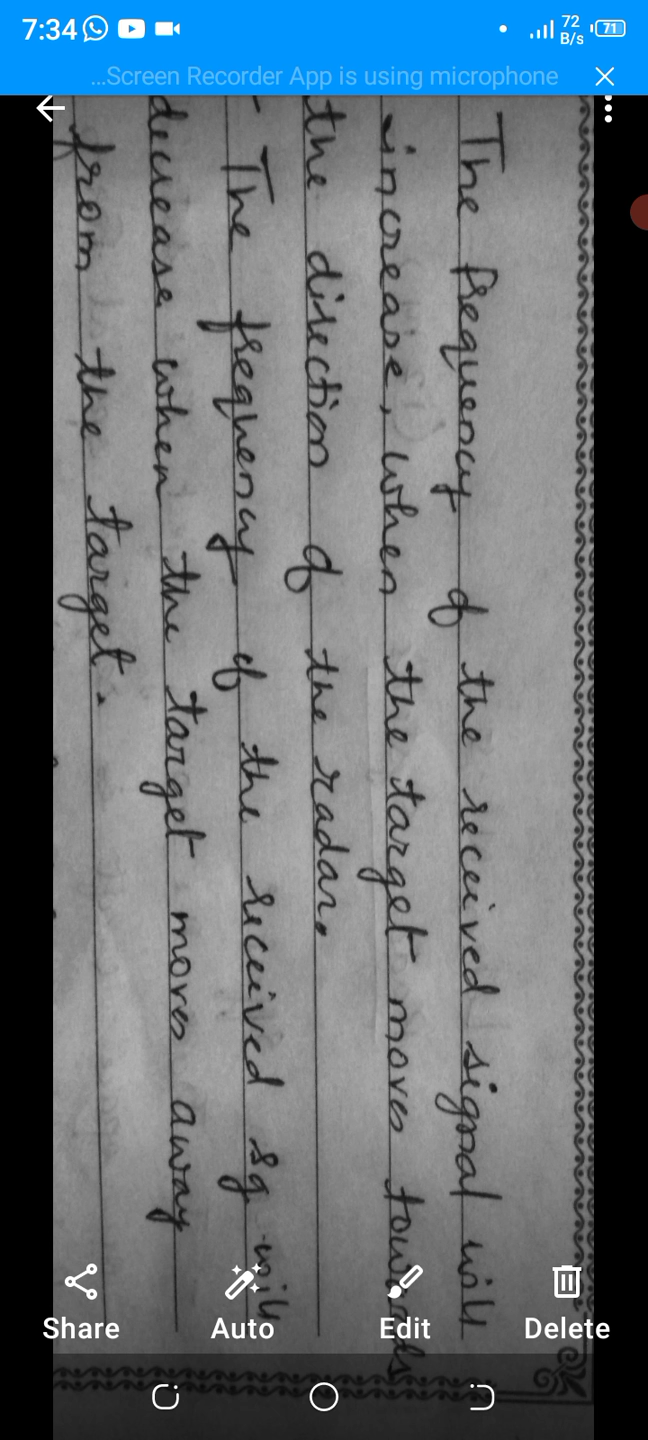 7:34
72 B/s
71
...Screen Recorder App is using microphone
The frequency of the received signal will
increase, when the target moves towards
the direction of the radar.
- The frequency of the received sg will
decrease when the target moves away
from the target.
Share
Auto
Edit
Delete